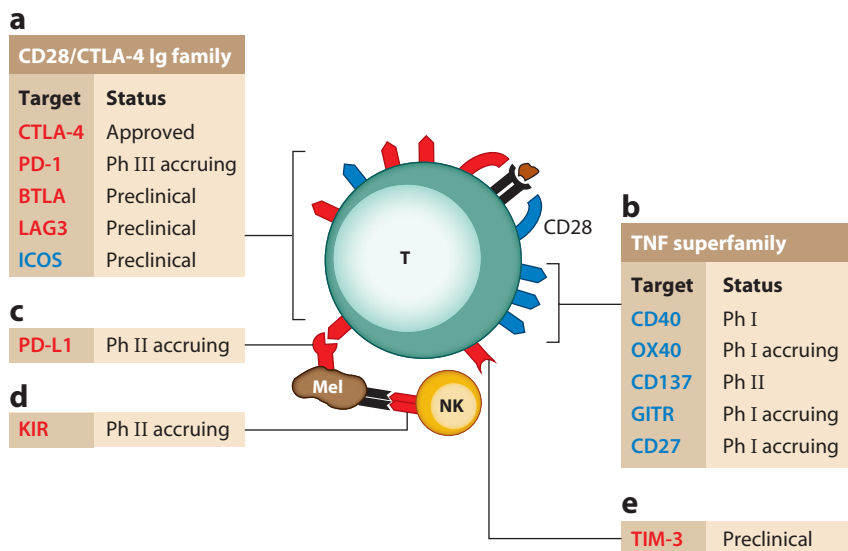 a
CD28/CTLA-4 Ig family
Target Status
CTLA-4 Approved
PD-1 Ph III accruing
BTLA Preclinical
LAG3 Preclinical
ICOS Preclinical
c
PD-L1 Ph II accruing
d
KIR Ph II accruing
T
CD28
Mel
NK
b
TNF superfamily
Target Status
CD40 Ph I
OX40 Ph I accruing
CD137 Ph II
GITR Ph I accruing
CD27 Ph I accruing
e
TIM-3 Preclinical